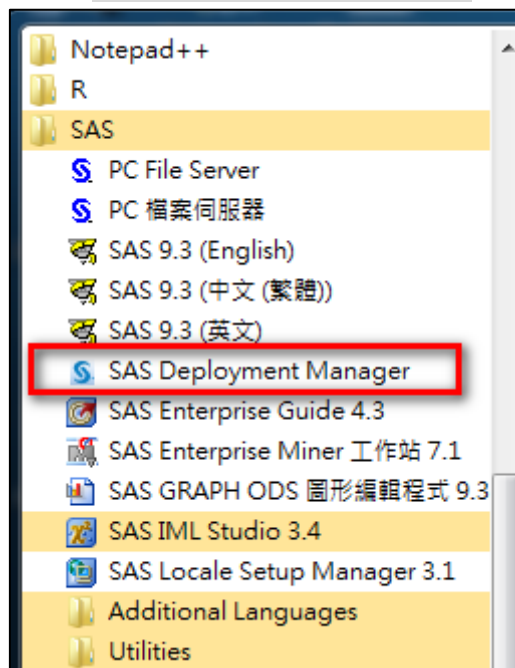 Notepad++
R
SAS
PC File Server
PC 檔案伺服器
SAS 9.3 (English)
SAS 9.3 (中文 (繁體))
SAS 9.3 (英文)
SAS Deployment Manager
SAS Enterprise Guide 4.3
SAS Enterprise Miner 工作站 7.1
SAS GRAPH ODS 圖形編輯程式 9.3
SAS IML Studio 3.4
SAS Locale Setup Manager 3.1
Additional Languages
Utilities